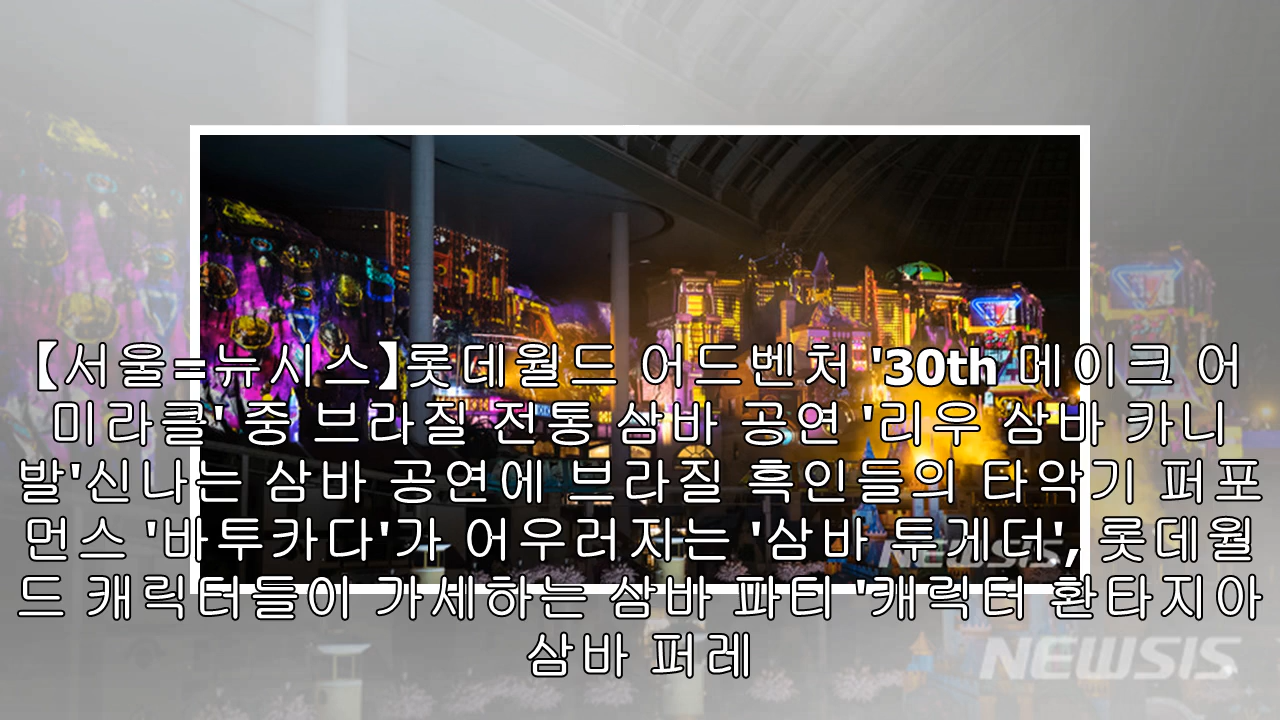 【서울=뉴시스】롯데월드 어드벤처 '30th 메이크 어
미라클' 중 브라질 전통 삼바 공연 '리우 삼바 카니
발'신나는 삼바 공연에 브라질 흑인들의 타악기 퍼포
먼스 '바투카다'가 어우러지는 '삼바 투게더', 롯데월
드 캐릭터들이 가세하는 삼바 파티 '캐릭터 환타지아
삼바 퍼레
NEWSIS
NEWSIS